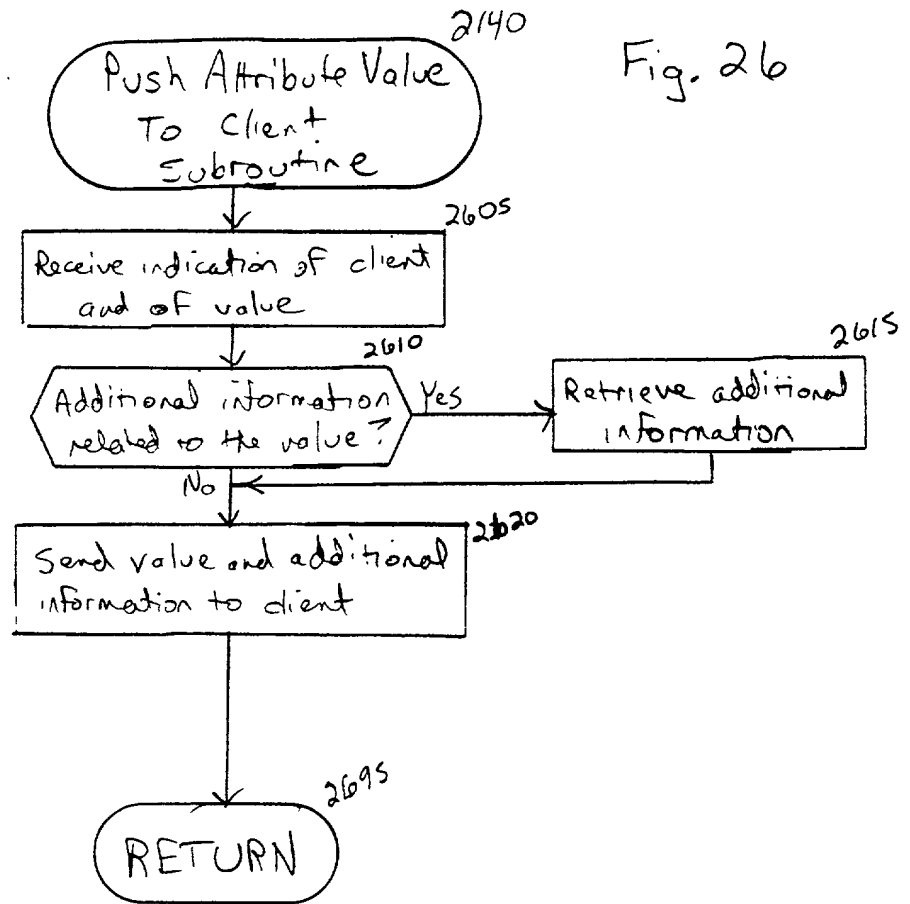 2140
Fig. 26
Push Attribute Value
To Client
Subroutine
2605
Receive indication of client
and of value
2610
2615
Additional information
related to the value?
Yes
Retrieve additional
information
No
2620
Send value and additional
information to client
2695
RETURN